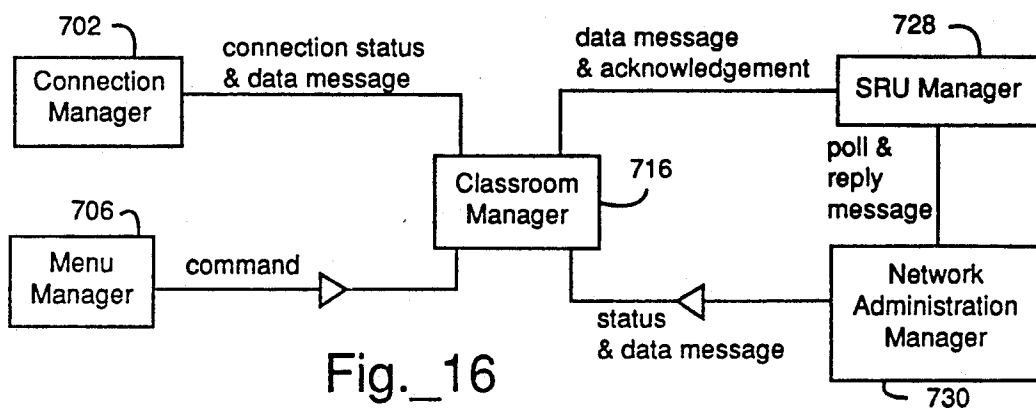 702
connection status
& data message
Connection
Manager
data message
& acknowledgement
728
SRU Manager
716
Classroom
Manager
poll &
reply
message
706
Menu
Manager
command
status
& data message
Network
Administration
Manager
730
Fig._16